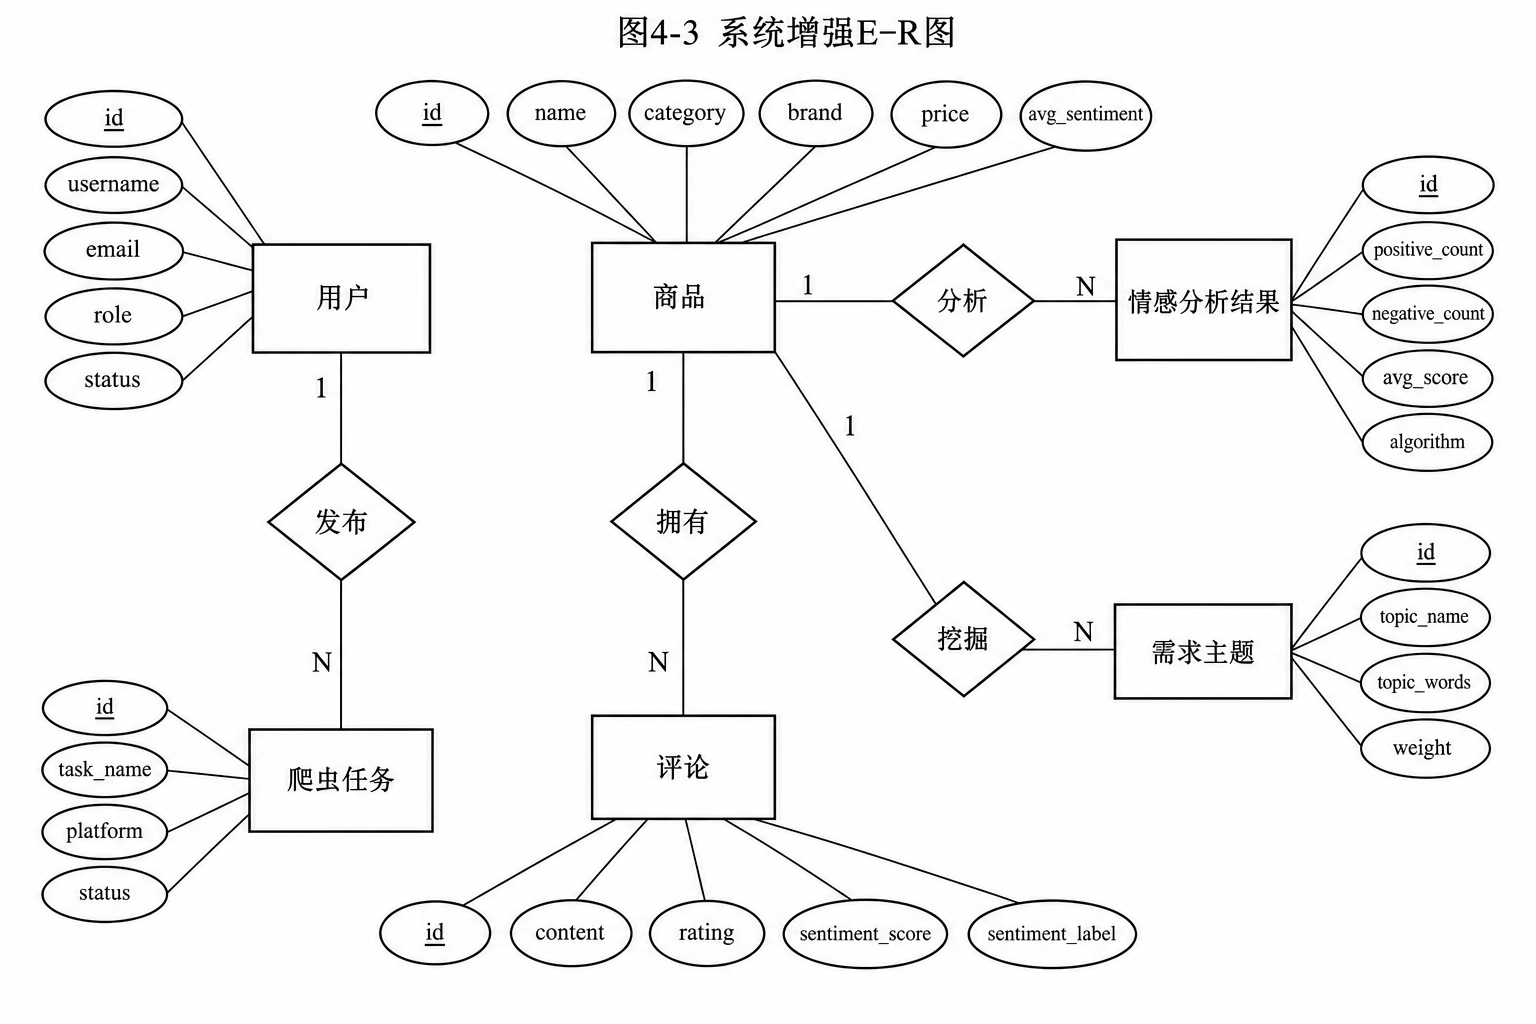 图4-3 系统增强E-R图
id
name
category
brand
price
avg_sentiment
id
username
email
role
status
用户
商品
1
分析
N
情感分析结果
id
positive_count
negative_count
avg_score
algorithm
1
1
1
发布
拥有
挖掘
N
需求主题
id
topic_name
topic_words
weight
N
N
id
task_name
platform
status
爬虫任务
评论
id
content
rating
sentiment_score
sentiment_label